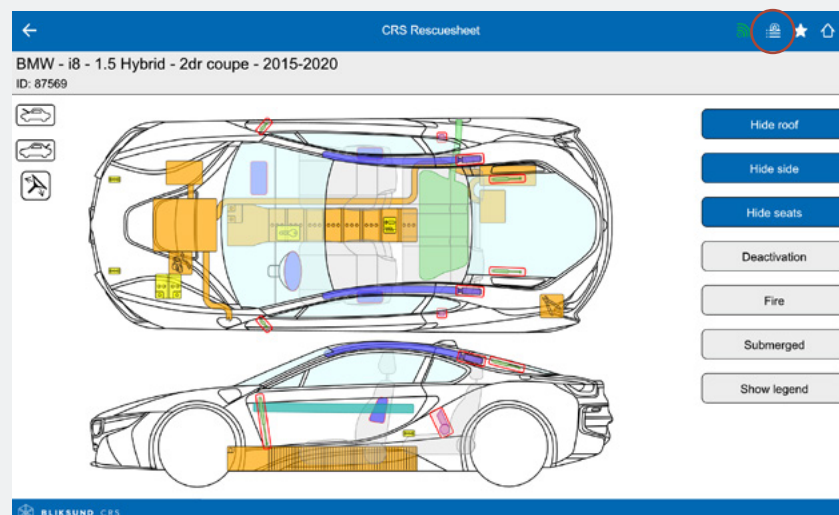 CRS Rescuesheet
BMW - i8 - 1.5 Hybrid - 2dr coupe - 2015-2020
ID: 87569
Hide roof
Hide side
Hide seats
Deactivation
Fire
Submerged
Show legend
BLIKSUND CRS